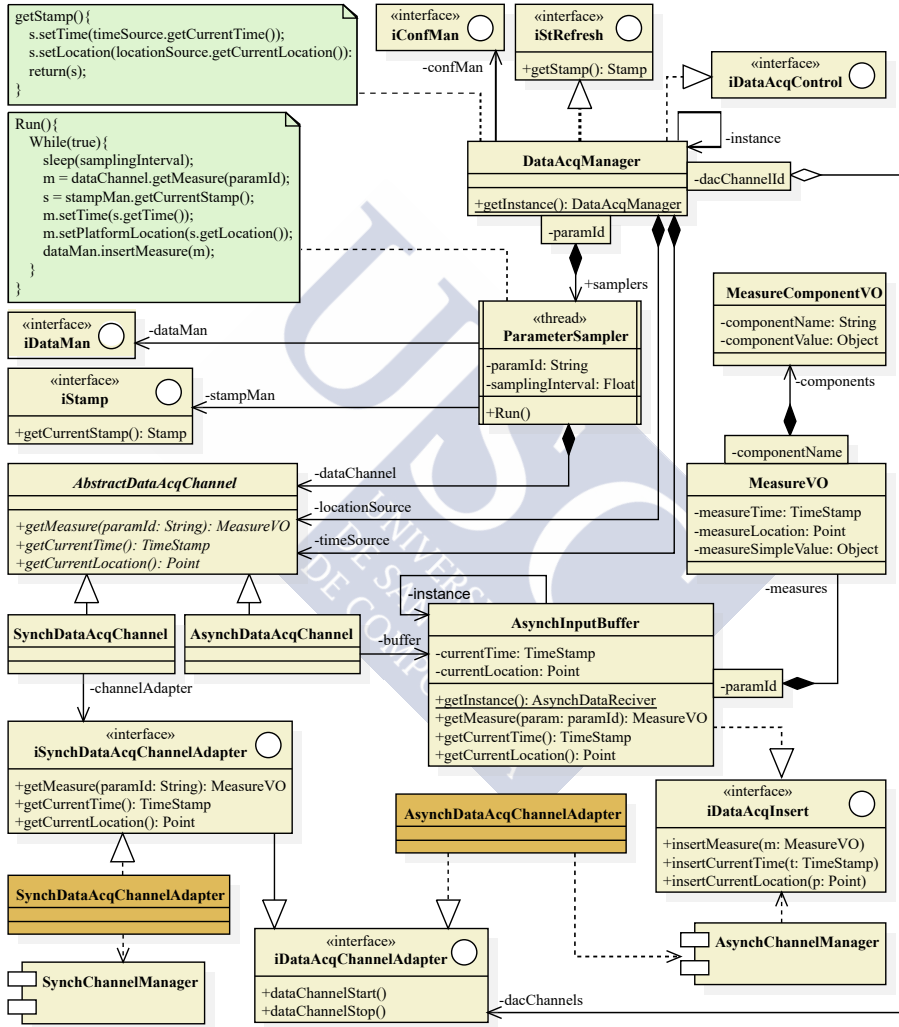 getStamp(){
s.setTime(timeSource.getCurrentTime());
s.setLocation(locationSource.getCurrentLocation()):
return(s);
}
«interface»
iConfMan
-confMan
«interface»
iStRefresh
+getStamp(): Stamp
«interface»
iDataAcqControl
Run(){
While(true){
sleep(samplingInterval);
m = dataChannel.getMeasure(paramId);
s = stampMan.getCurrentStamp();
m.setTime(s.getTime());
m.setPlatformLocation(s.getLocation());
dataMan.insertMeasure(m);
}
}
-instance
DataAcqManager
+getInstance(): DataAcqManager
-dacChannelId
-paramId
+samplers
«interface»
iDataMan
-dataMan
«thread»
ParameterSampler
-paramId: String
-samplingInterval: Float
+Run()
MeasureComponentVO
-componentName: String
-componentValue: Object
«interface»
iStamp
+getCurrentStamp(): Stamp
-stampMan
-components
-componentName
MeasureVO
-measureTime: TimeStamp
-measureLocation: Point
-measureSimpleValue: Object
AbstractDataAcqChannel
+getMeasure(paramId: String): MeasureVO
+getCurrentTime(): TimeStamp
+getCurrentLocation(): Point
-dataChannel
-locationSource
-timeSource
USC
UNIVERS
DE SAN
DE COMPO
-measures
-instance
SynchDataAcqChannel
AsynchDataAcqChannel
-buffer
AsynchInputBuffer
-currentTime: TimeStamp
-currentLocation: Point
+getInstance(): AsynchDataReciver
+getMeasure(param: paramId): MeasureVO
+getCurrentTime(): TimeStamp
+getCurrentLocation(): Point
-paramId
-channelAdapter
«interface»
iSynchDataAcqChannelAdapter
+getMeasure(paramId: String): MeasureVO
+getCurrentTime(): TimeStamp
+getCurrentLocation(): Point
«interface»
iDataAcqInsert
+insertMeasure(m: MeasureVO)
+insertCurrentTime(t: TimeStamp)
+insertCurrentLocation(p: Point)
AsynchDataAcqChannelAdapter
SynchDataAcqChannelAdapter
«interface»
iDataAcqChannelAdapter
+dataChannelStart()
+dataChannelStop()
AsynchChannelManager
SynchChannelManager
-dacChannels